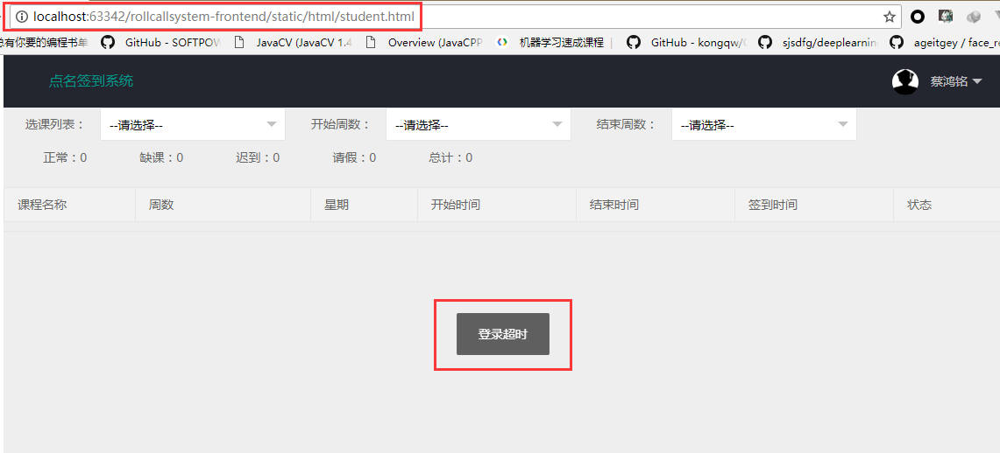 localhost:63342/rollcallsystem-frontend/static/html/student.html
总有你要的编程书单 GitHub - SOFTPOW JavaCV (JavaCV 1.4 Overview (JavaCPP 机器学习速成课程 GitHub - kongqw/ sjsdfg/deeplearnin ageitgey / face_re
点名签到系统 蔡鸿铭
选课列表： --请选择-- 开始周数： --请选择-- 结束周数： --请选择--
正常：0 缺课：0 迟到：0 请假：0 总计：0
课程名称 周数 星期 开始时间 结束时间 签到时间 状态
登录超时